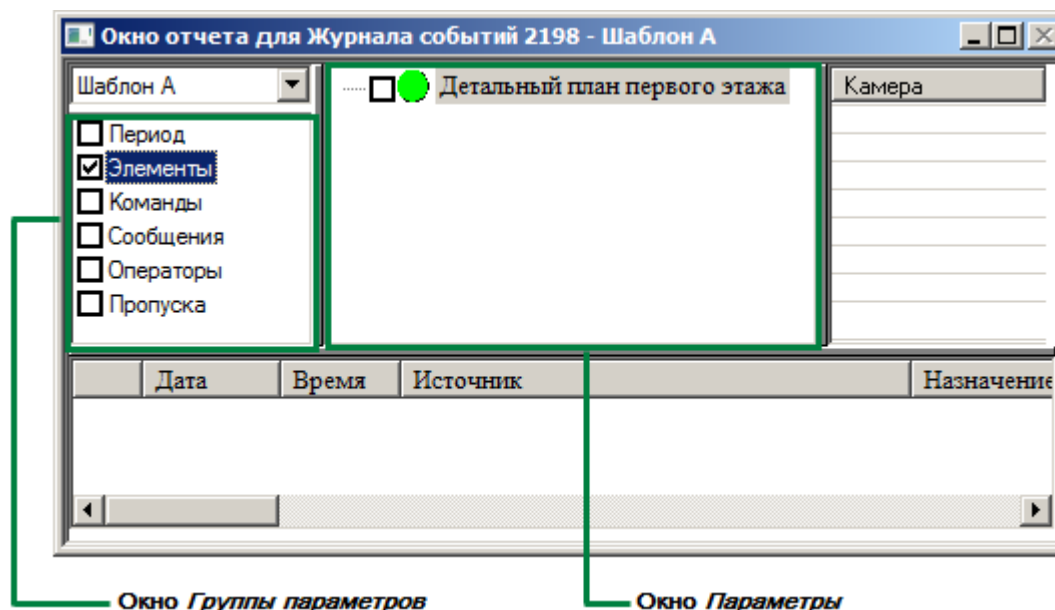 Окно отчета для Журнала событий 2198 - Шаблон А
Шаблон А
Период
Элементы
Команды
Сообщения
Операторы
Пропуска
Детальный план первого этажа
Камера
Дата Время Источник Назначение
Окно Группы параметров
Окно Параметры